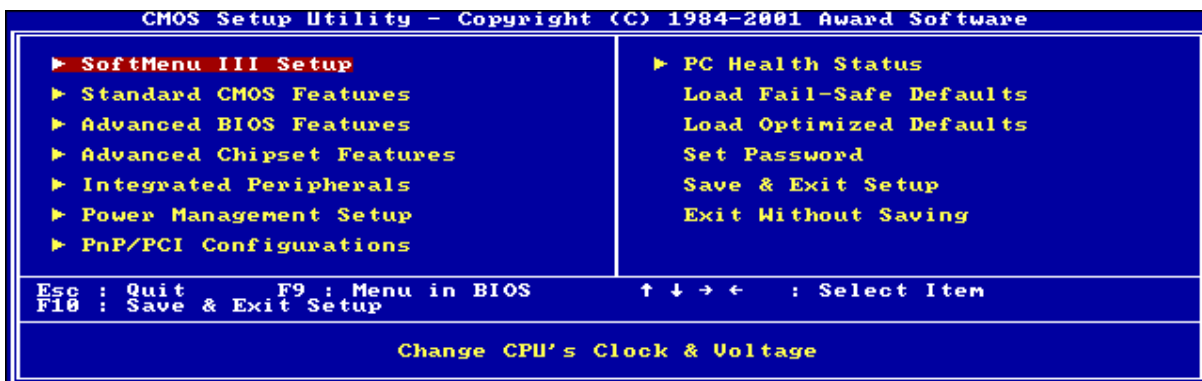 CMOS Setup Utility - Copyright (C) 1984-2001 Award Software
► SoftMenu III Setup
► Standard CMOS Features
► Advanced BIOS Features
► Advanced Chipset Features
► Integrated Peripherals
► Power Management Setup
► PnP/PCI Configurations
► PC Health Status
Load Fail-Safe Defaults
Load Optimized Defaults
Set Password
Save & Exit Setup
Exit Without Saving
Esc : Quit F9 : Menu in BIOS ↑ ↓ → ← : Select Item
F10 : Save & Exit Setup
Change CPU's Clock & Voltage